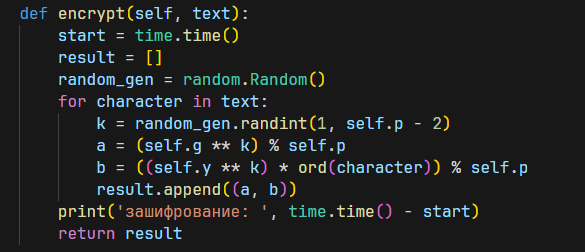 def encrypt(self, text):
    start = time.time()
    result = []
    random_gen = random.Random()
    for character in text:
        k = random_gen.randint(1, self.p - 2)
        a = (self.g ** k) % self.p
        b = ((self.y ** k) * ord(character)) % self.p
        result.append((a, b))
    print('зашифрование: ', time.time() - start)
    return result